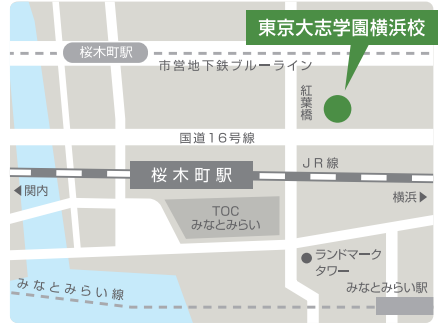 東京大志学園横浜校
桜木町駅
市営地下鉄ブルーライン
紅葉橋
国道16号線
JR線
桜木町駅
◀関内
横浜▶
TOC
みなとみらい
ランドマーク
タワー
みなとみらい線
みなとみらい駅